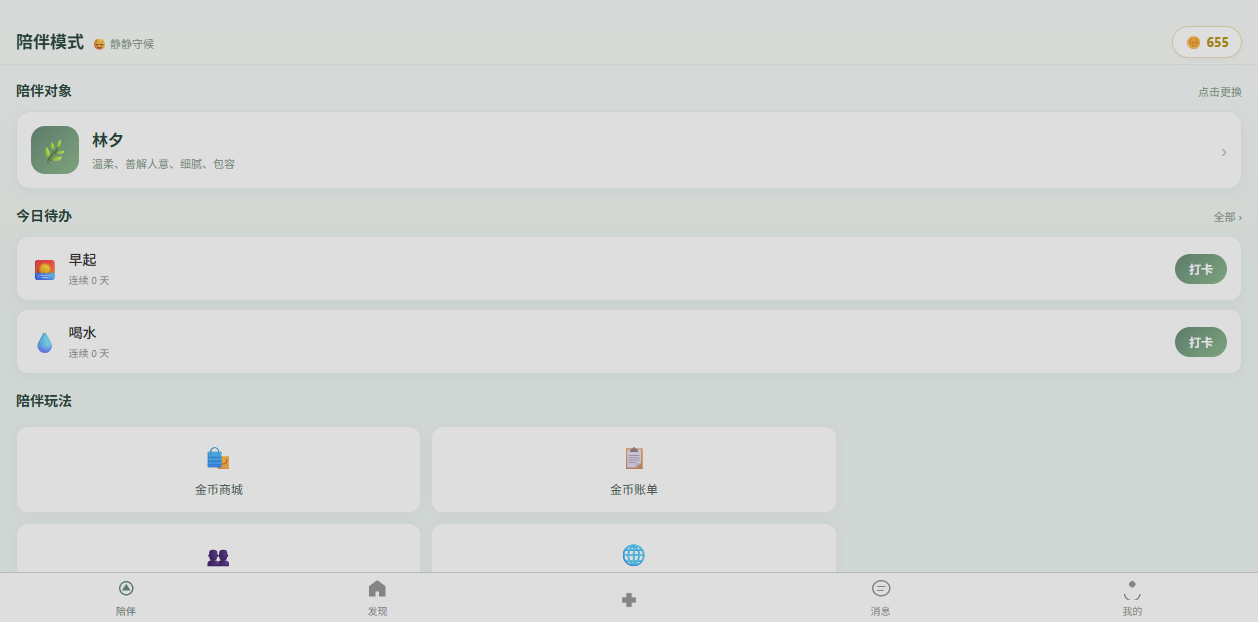 陪伴模式
静静守候
655
陪伴对象
点击更换
林夕
温柔、善解人意、细腻、包容
今日待办
全部 ›
早起
连续 0 天
打卡
喝水
连续 0 天
打卡
陪伴玩法
金币商城
金币账单
陪伴
发现
消息
我的